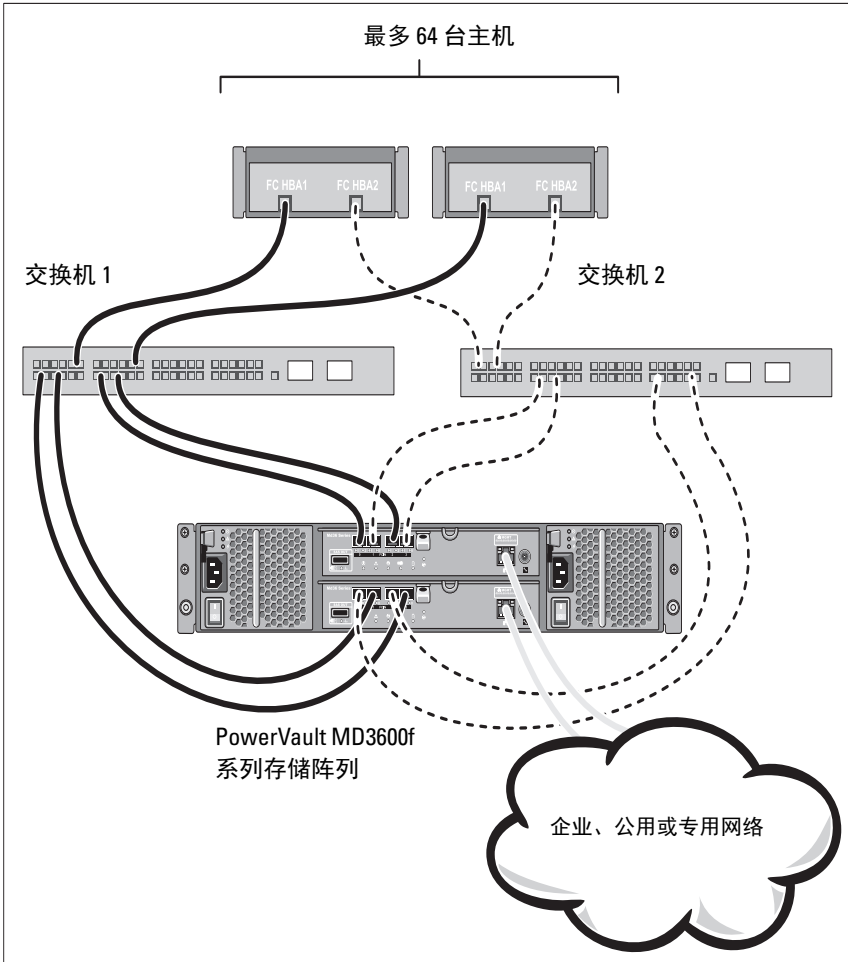 最多 64 台主机
FC HBA1 FC HBA2
FC HBA1 FC HBA2
交换机 1
交换机 2
PowerVault MD3600f
系列存储阵列
企业、公用或专用网络